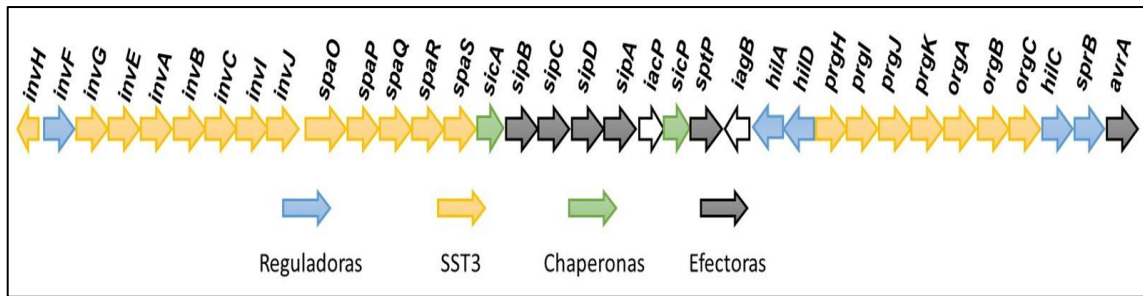 invH invF invG invE invA invB invC invI invJ spaO spaP spaQ spaR spaS sicA sipB sipC sipD sipA iacP sicP sptP iagB hilA hilD prgH prgI prgJ prgK orgA orgB orgC hilC sprB avrA
Reguladoras SST3 Chaperonas Efectoras